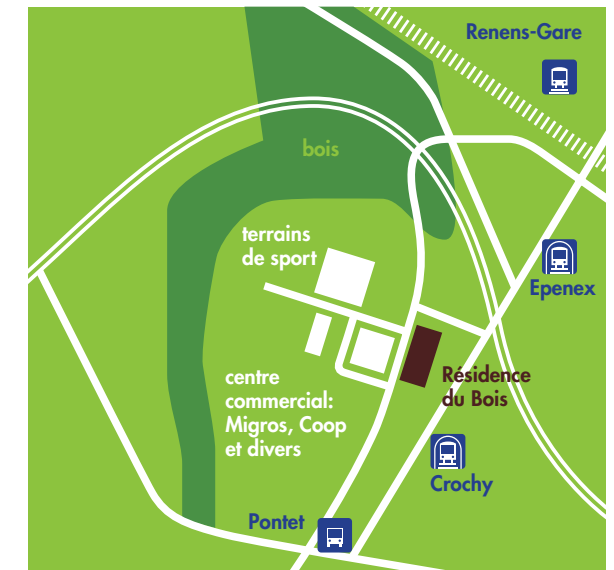 Renens-Gare
bois
terrains
de sport
Epenex
centre
commercial:
Migros, Coop
et divers
Résidence
du Bois
Crochy
Pontet